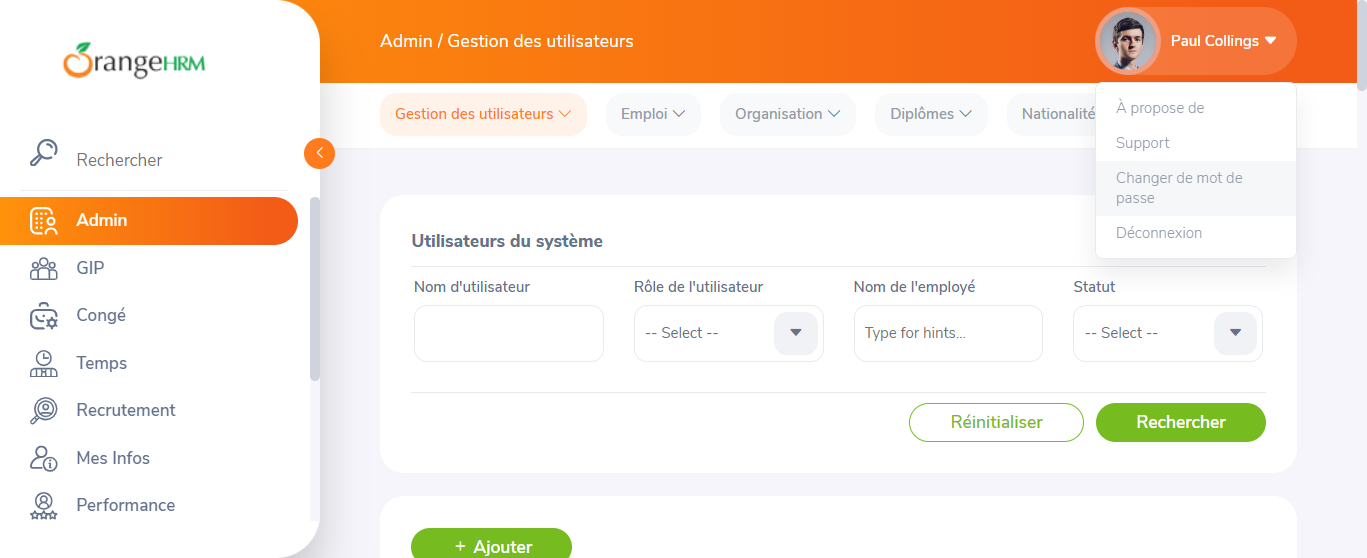 OrangeHRM
Admin / Gestion des utilisateurs
Paul Collings
À propose de
Support
Changer de mot de
passe
Déconnexion
Gestion des utilisateurs
Emploi
Organisation
Diplômes
Nationalité
Rechercher
Admin
GIP
Congé
Temps
Recrutement
Mes Infos
Performance
Utilisateurs du système
Nom d'utilisateur
Rôle de l'utilisateur
Nom de l'employé
Statut
-- Select --
Type for hints...
-- Select --
Réinitialiser
Rechercher
+ Ajouter